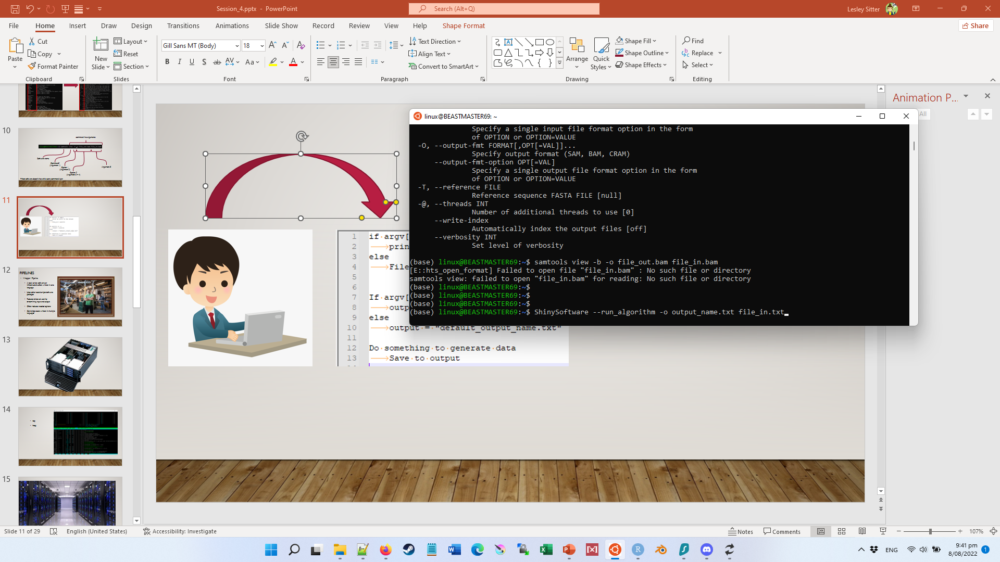 Session_4.pptx - PowerPoint
Search (Alt+Q)
Lesley Sitter
File
Home
Insert
Draw
Design
Transitions
Animations
Slide Show
Record
Review
View
Help
Shape Format
Share
Paste
Cut
Copy
Format Painter
Clipboard
New
Slide
Layout
Reset
Section
Slides
Gill Sans MT (Body)
18
Font
Text Direction
Align Text
Convert to SmartArt
Paragraph
Arrange
Quick
Styles
Shape Fill
Shape Outline
Shape Effects
Drawing
Find
Replace
Select
Editing
10
11
12
PIPELINES
13
14
15
Animation P...
All
linux@BEASTMASTER69: ~
Specify a single input file format option in the form
of OPTION or OPTION=VALUE
-O, --output-fmt FORMAT[,OPT[=VAL]]...
Specify output format (SAM, BAM, CRAM)
--output-fmt-option OPT[=VAL]
Specify a single output file format option in the form
of OPTION or OPTION=VALUE
-T, --reference FILE
Reference sequence FASTA FILE [null]
-@, --threads INT
Number of additional threads to use [0]
--write-index
Automatically index the output files [off]
--verbosity INT
Set level of verbosity
(base) linux@BEASTMASTER69:~$ samtools view -b -o file_out.bam file_in.bam
[E::hts_open_format] Failed to open file "file_in.bam" : No such file or directory
samtools view: failed to open "file_in.bam" for reading: No such file or directory
(base) linux@BEASTMASTER69:~$
(base) linux@BEASTMASTER69:~$
(base) linux@BEASTMASTER69:~$
(base) linux@BEASTMASTER69:~$ ShinySoftware --run_algorithm -o output_name.txt file_in.txt
1 if argv[
2 prin
3 else
4 File
5
6
7 If argv[
8 outp
9 else
10 output = "default_output_name.txt"
11
12 Do something to generate data
13 Save to output
Slide 11 of 29
English (United States)
Accessibility: Investigate
Notes
Comments
107%
ENG
9:41 pm
8/08/2022
1